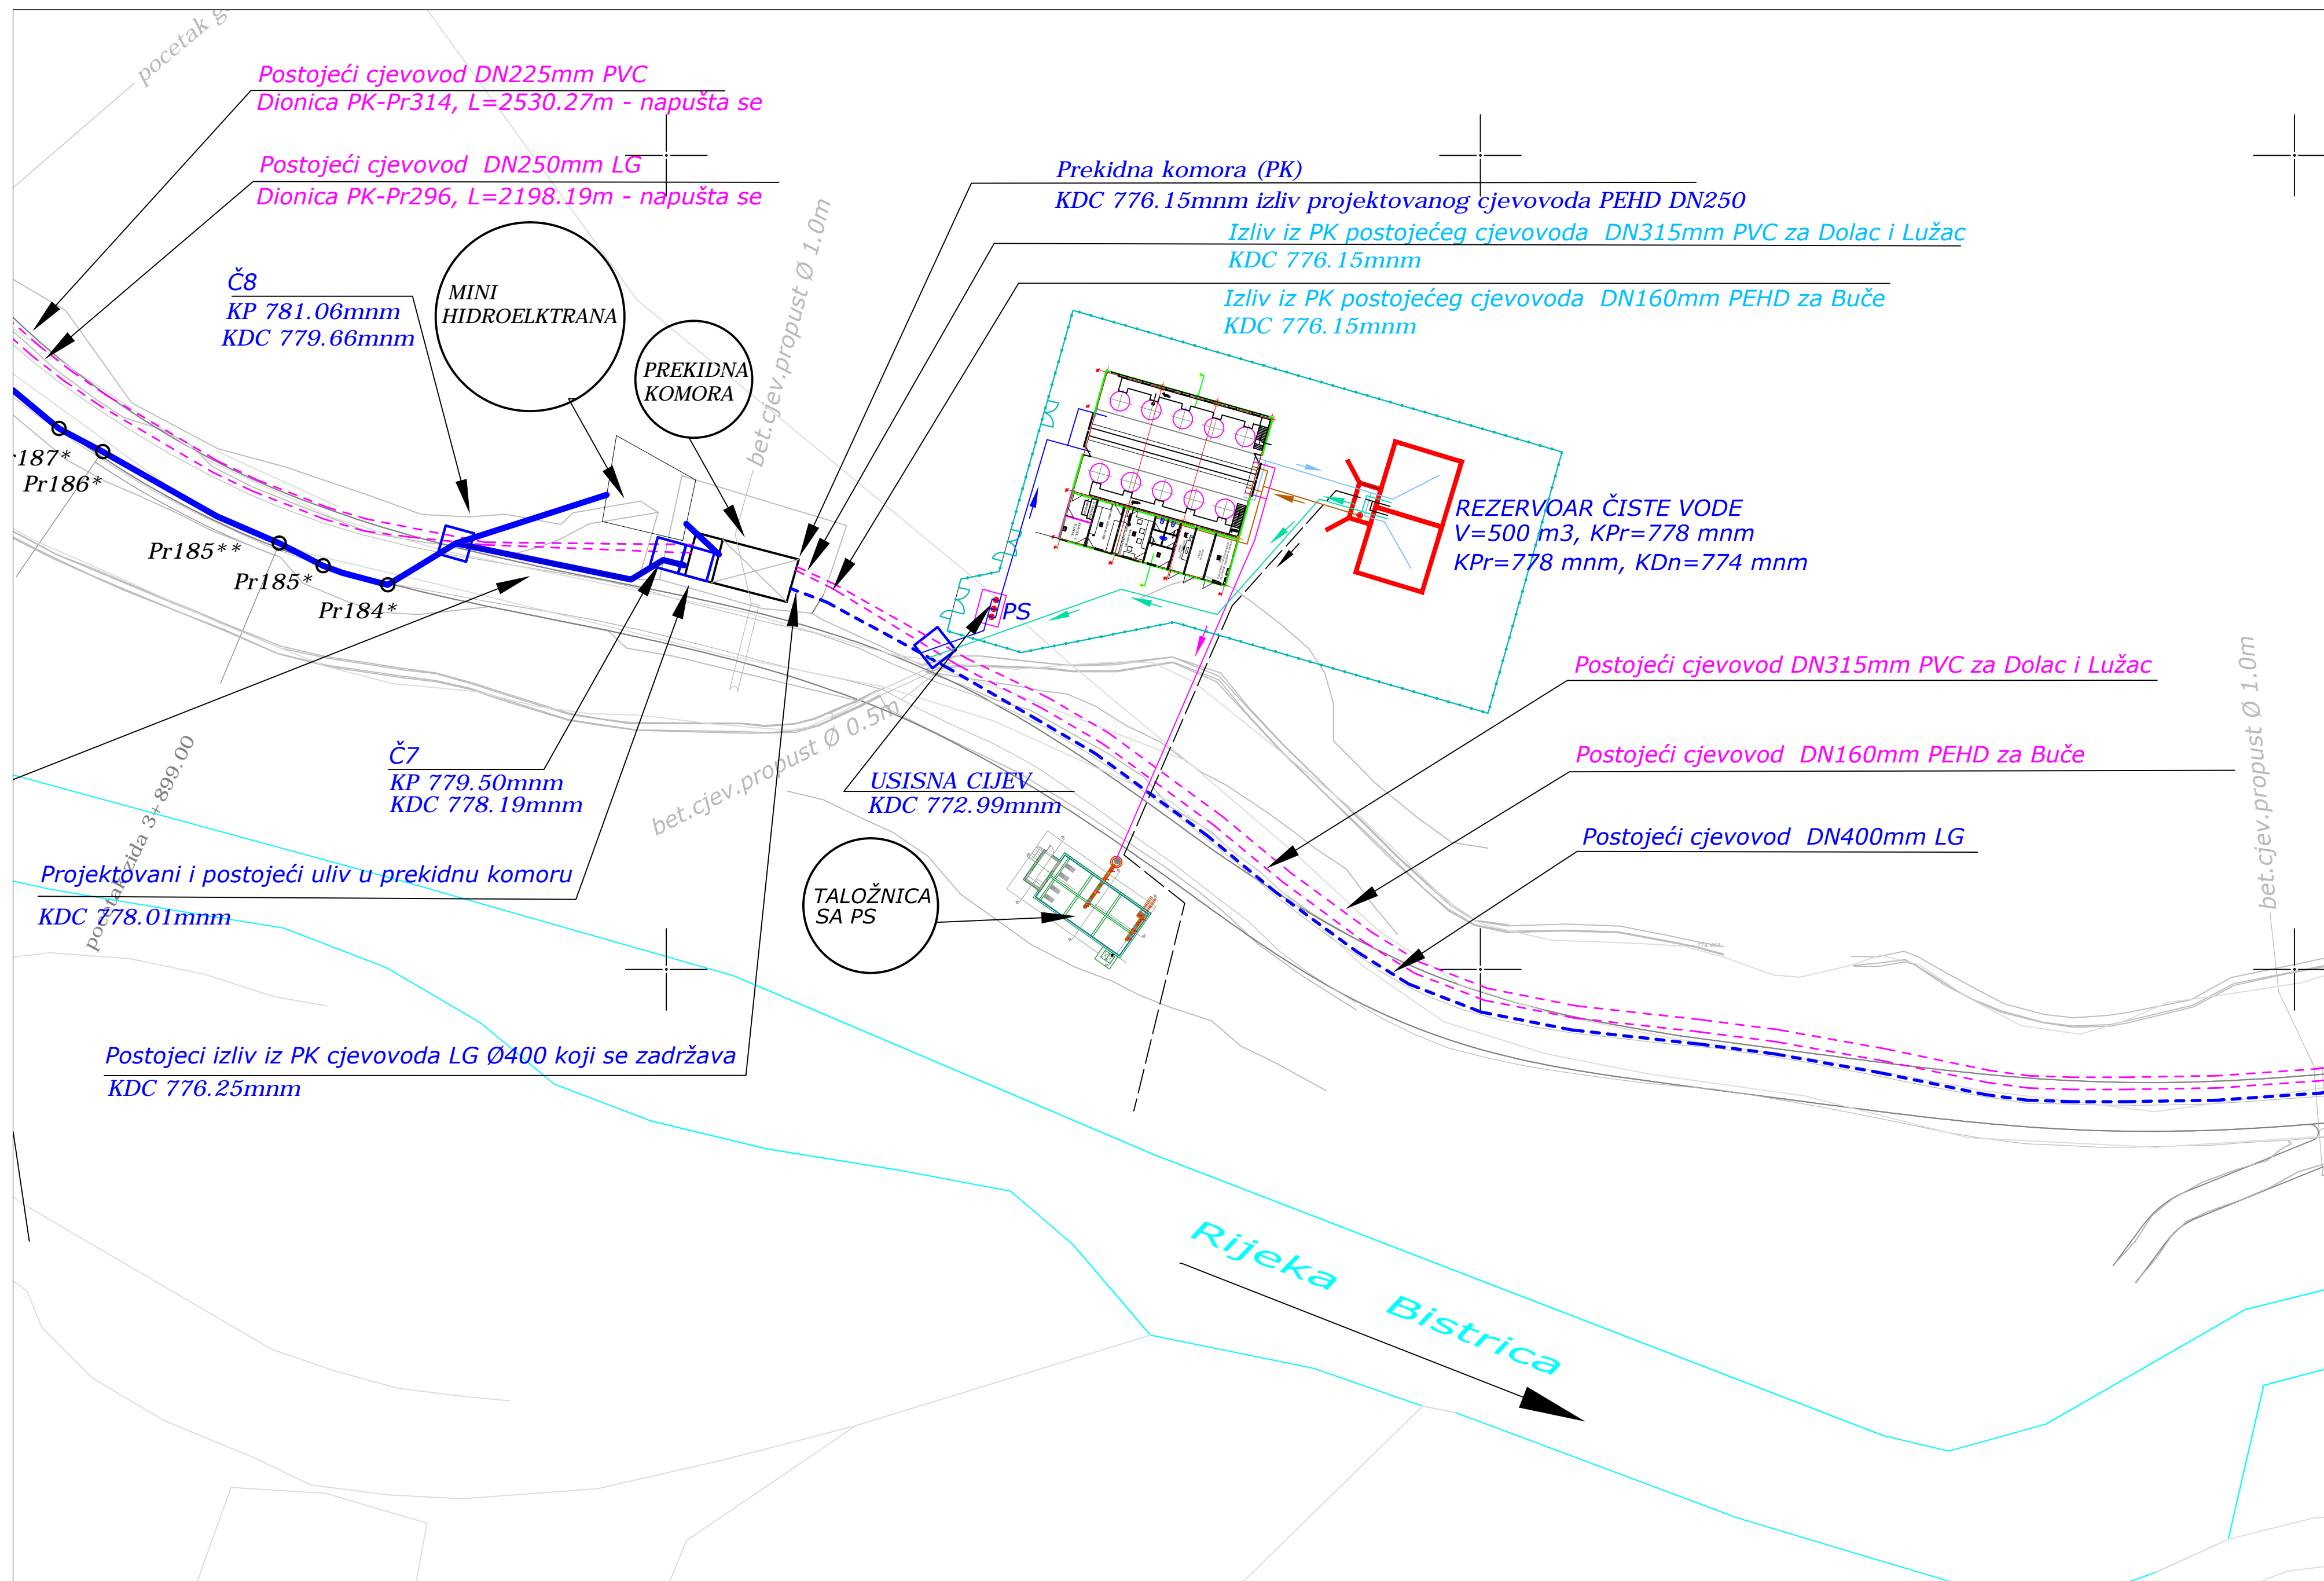 pocetak
Postojeći cjevovod DN225mm PVC
Dionica PK-Pr314, L=2530.27m - napušta se
Postojeći cjevovod DN250mm LG
Dionica PK-Pr296, L=2198.19m - napušta se
Prekidna komora (PK)
KDC 776.15mnm izliv projektovanog cjevovoda PEHD DN250
Izliv iz PK postojećeg cjevovoda DN315mm PVC za Dolac i Lužac
KDC 776.15mnm
Izliv iz PK postojećeg cjevovoda DN160mm PEHD za Buče
KDC 776.15mnm
Č8
KP 781.06mnm
KDC 779.66mnm
MINI
HIDROELKTRANA
PREKIDNA
KOMORA
bet.cjev.propust Ø 1.0m
r187*
Pr186*
Pr185**
Pr185*
Pr184*
REZERVOAR ČISTE VODE
V=500 m3, KPr=778 mnm
KPr=778 mnm, KDn=774 mnm
PS
Postojeći cjevovod DN315mm PVC za Dolac i Lužac
Postojeći cjevovod DN160mm PEHD za Buče
Postojeći cjevovod DN400mm LG
bet.cjev.propust Ø 1.0m
Č7
KP 779.50mnm
KDC 778.19mnm
bet.cjev.propust Ø 0.5m
USISNA CIJEV
KDC 772.99mnm
pocetak zida 3+899.00
Projektovani i postojeći uliv u prekidnu komoru
KDC 778.01mnm
TALOŽNICA
SA PS
Postojeci izliv iz PK cjevovoda LG Ø400 koji se zadržava
KDC 776.25mnm
Rijeka Bistrica